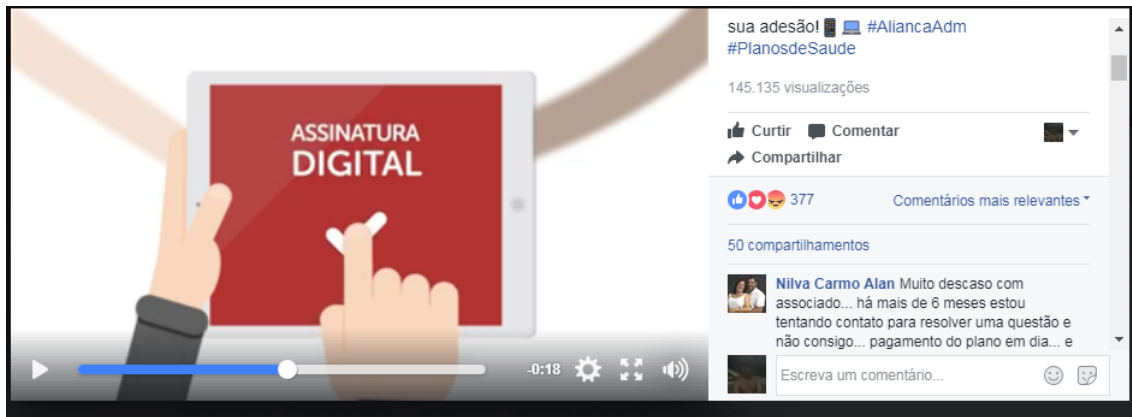 ASSINATURA
DIGITAL
-0:18
sua adesão! #AliancaAdm
#PlanosdeSaude
145.135 visualizações
Curtir Comentar
Compartilhar
377 Comentários mais relevantes
50 compartilhamentos
Nilva Carmo Alan Muito descaso com
associado... há mais de 6 meses estou
tentando contato para resolver uma questão e
não consigo... pagamento do plano em dia... e
Escreva um comentário...